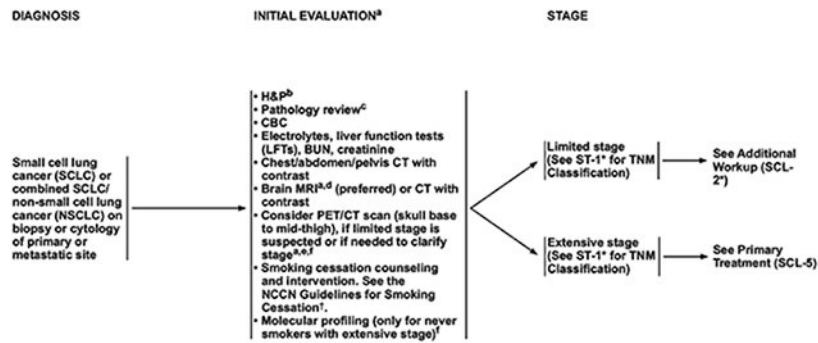 DIAGNOSIS
INITIAL EVALUATIONa
STAGE
Small cell lung
cancer (SCLC) or
combined SCLC/
non-small cell lung
cancer (NSCLC) on
biopsy or cytology
of primary or
metastatic site
• H&Pb
• Pathology reviewc
• CBC
• Electrolytes, liver function tests
(LFTs), BUN, creatinine
• Chest/abdomen/pelvis CT with
contrast
• Brain MRIa,d (preferred) or CT with
contrast
• Consider PET/CT scan (skull base
to mid-thigh), if limited stage is
suspected or if needed to clarify
stagea,e,f
• Smoking cessation counseling
and intervention. See the
NCCN Guidelines for Smoking
Cessation†.
• Molecular profiling (only for never
smokers with extensive stage)f
Limited stage
(See ST-1* for TNM
Classification)
See Additional
Workup (SCL-
2*)
Extensive stage
(See ST-1* for TNM
Classification)
See Primary
Treatment (SCL-5)